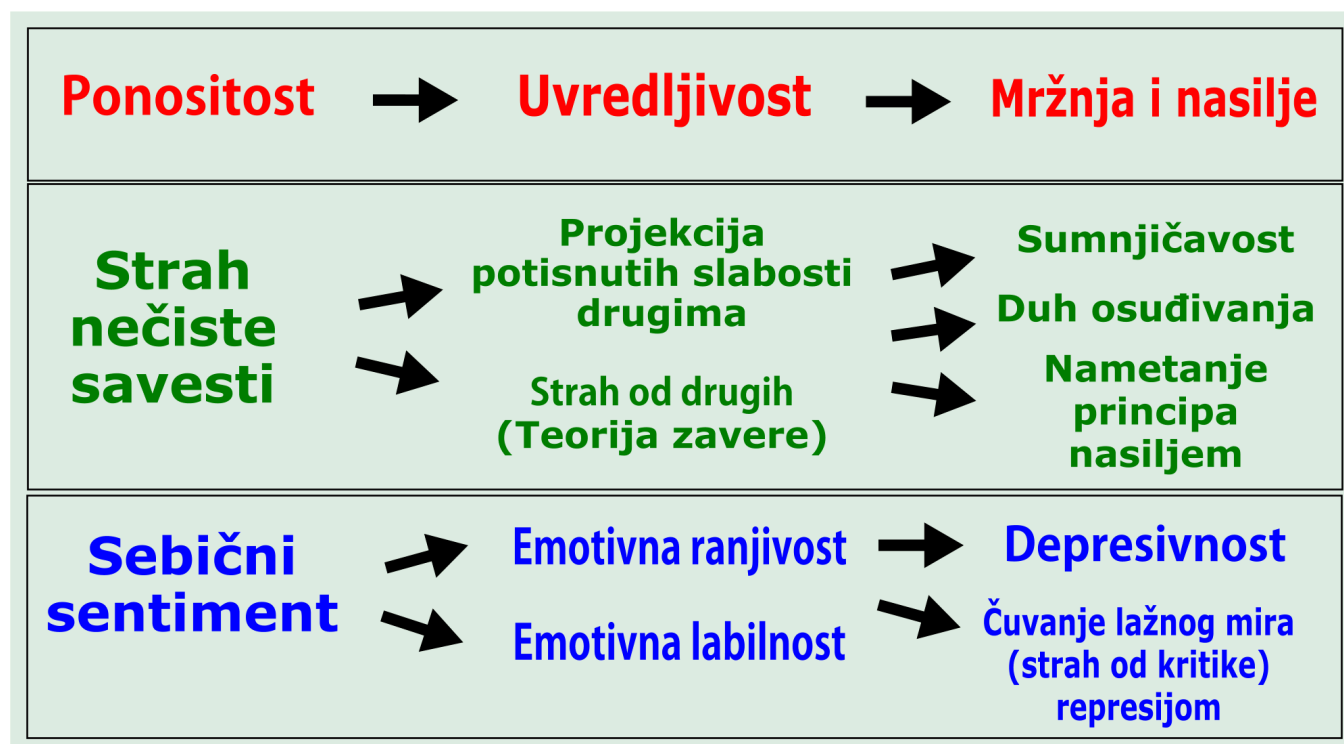 Ponositost
Uvredljivost
Mržnja i nasilje
Strah
nečiste
savesti
Projekcija
potisnutih slabosti
drugima
Strah od drugih
(Teorija zavere)
Sumnjičavost
Duh osuđivanja
Nametanje
principa
nasiljem
Sebični
sentiment
Emotivna ranjivost
Emotivna labilnost
Depresivnost
Čuvanje lažnog mira
(strah od kritike)
represijom